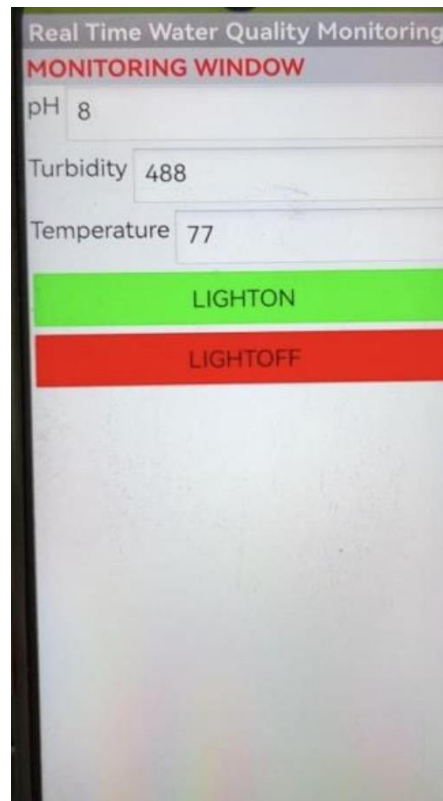 Real Time Water Quality Monitoring
MONITORING WINDOW
pH 8
Turbidity 488
Temperature 77
LIGHTON
LIGHTOFF